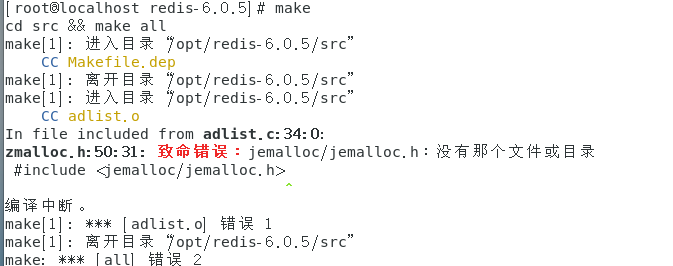 [root@localhost redis-6.0.5]# make
cd src && make all
make[1]: 进入目录“/opt/redis-6.0.5/src”
    CC Makefile.dep
make[1]: 离开目录“/opt/redis-6.0.5/src”
make[1]: 进入目录“/opt/redis-6.0.5/src”
    CC adlist.o
In file included from adlist.c:34:0:
zmalloc.h:50:31: 致命错误：jemalloc/jemalloc.h：没有那个文件或目录
 #include <jemalloc/jemalloc.h>
                               ^
编译中断。
make[1]: *** [adlist.o] 错误 1
make[1]: 离开目录“/opt/redis-6.0.5/src”
make: *** [all] 错误 2